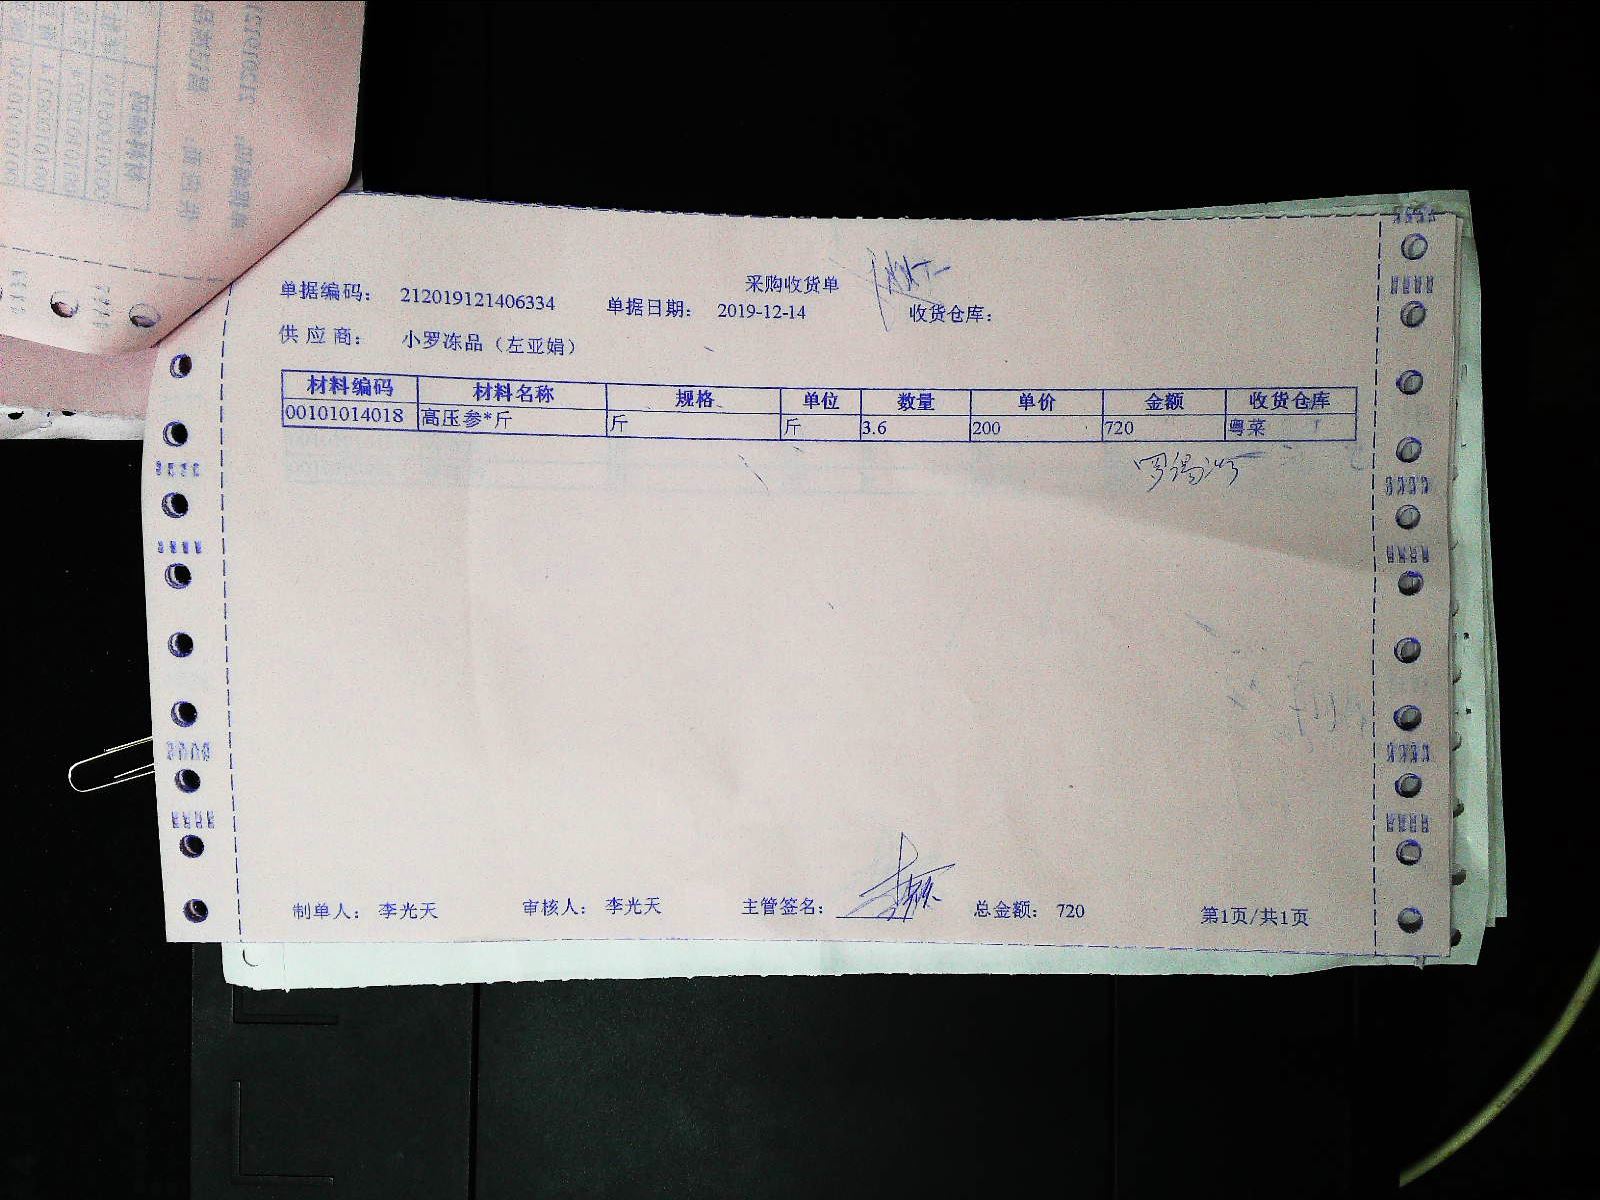 采购收货单
单据编码： 212019121406334 单据日期： 2019-12-14 收货仓库：
供 应 商： 小罗冻品（左亚娟）
材料编码 材料名称 规格 单位 数量 单价 金额 收货仓库
00101014018 高压参*斤 斤 斤 3.6 200 720 粤菜
制单人： 李光天 审核人： 李光天 主管签名： 总金额： 720 第1页/共1页